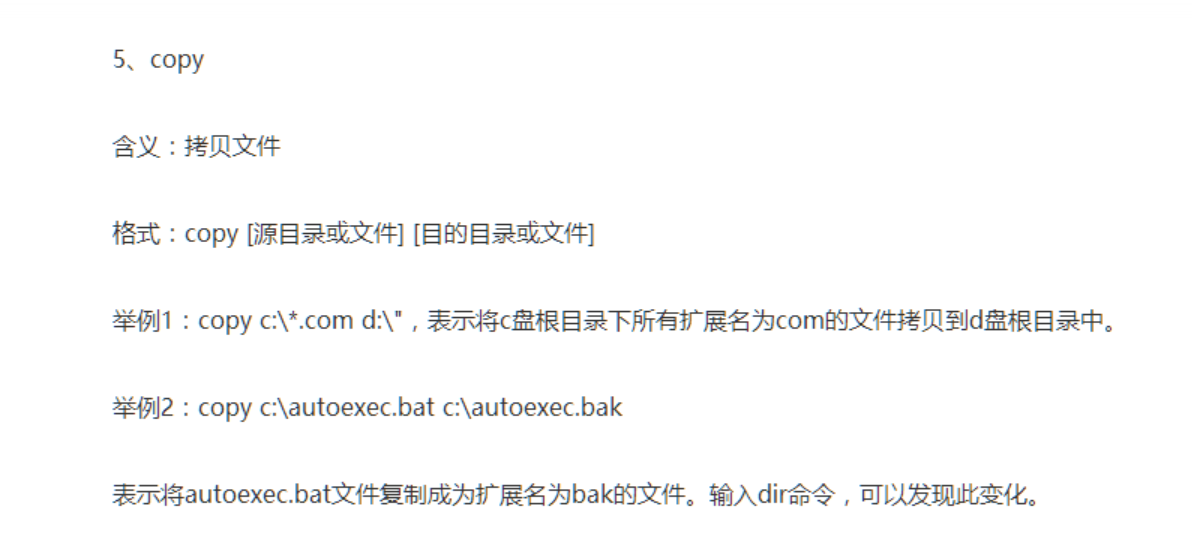 5、copy
含义：拷贝文件
格式：copy [源目录或文件] [目的目录或文件]
举例1：copy c:\*.com d:\"，表示将c盘根目录下所有扩展名为com的文件拷贝到d盘根目录中。
举例2：copy c:\autoexec.bat c:\autoexec.bak
表示将autoexec.bat文件复制成为扩展名为bak的文件。输入dir命令，可以发现此变化。